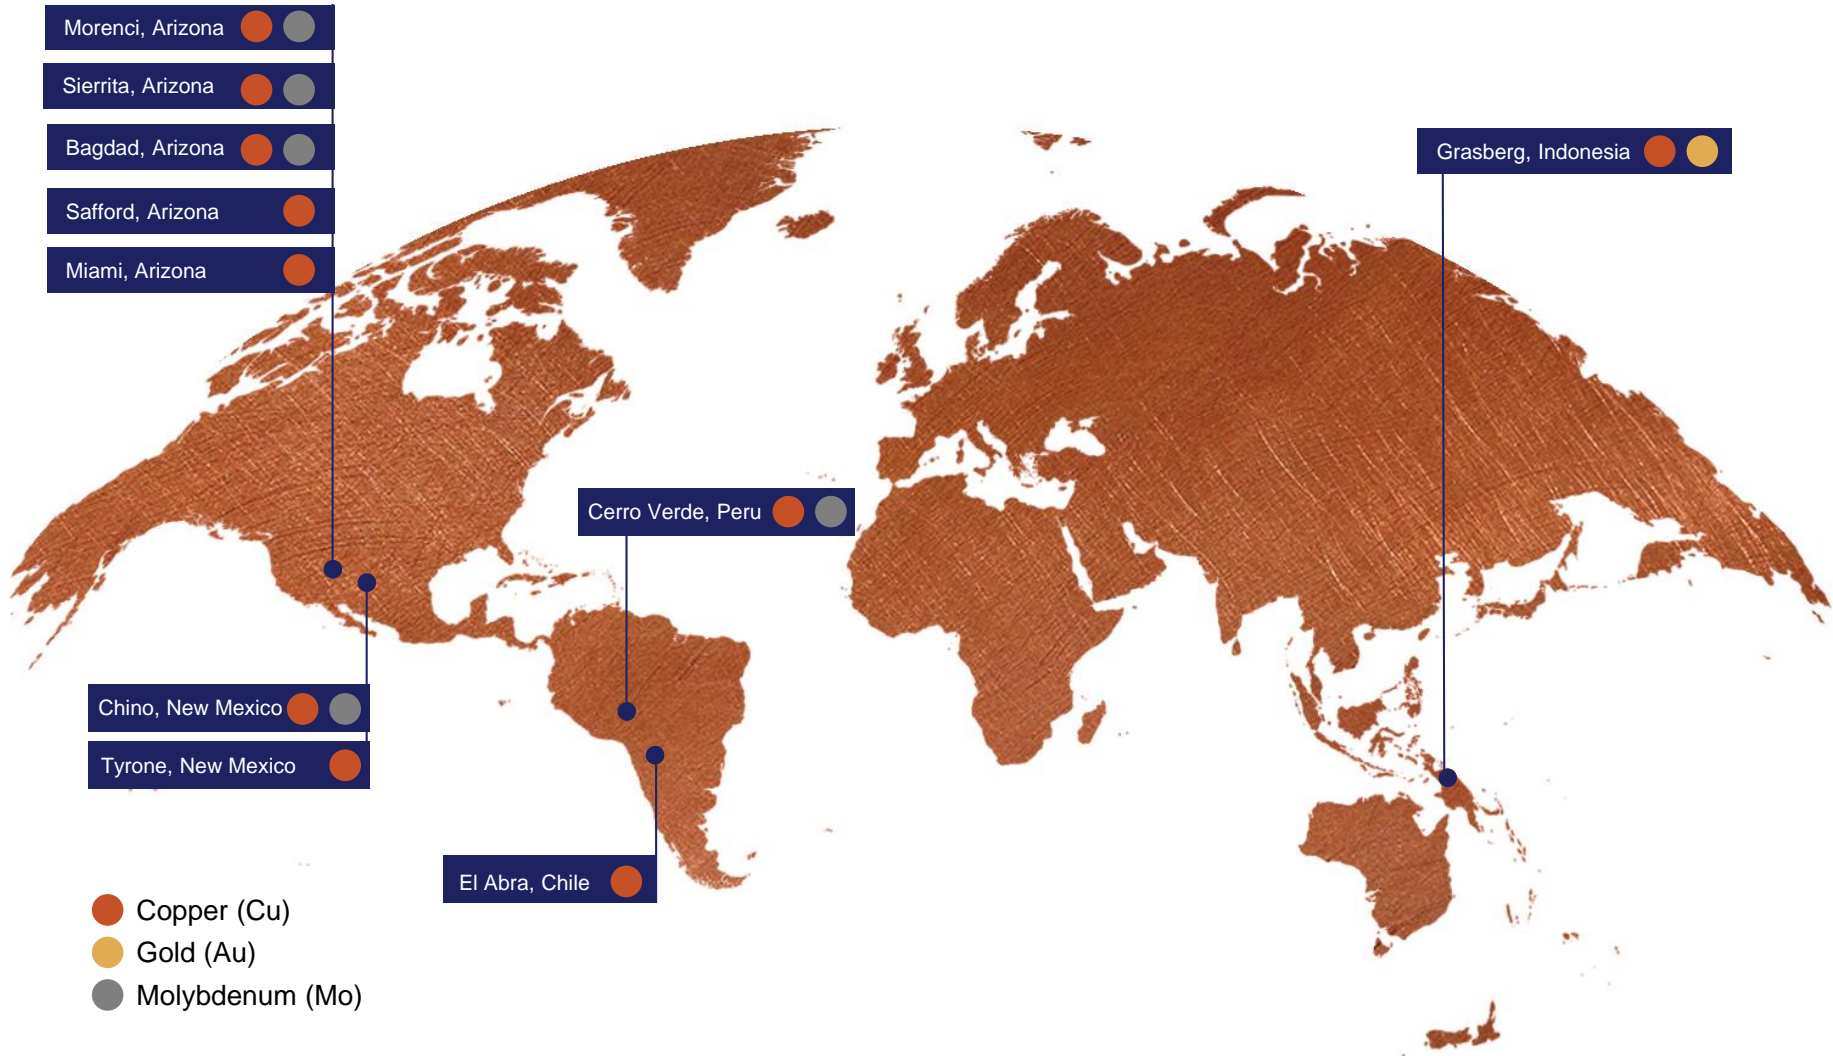 Morenci, Arizona
Sierrita, Arizona
Bagdad, Arizona
Safford, Arizona
Miami, Arizona
Grasberg, Indonesia
Cerro Verde, Peru
Chino, New Mexico
Tyrone, New Mexico
El Abra, Chile
Copper (Cu)
Gold (Au)
Molybdenum (Mo)